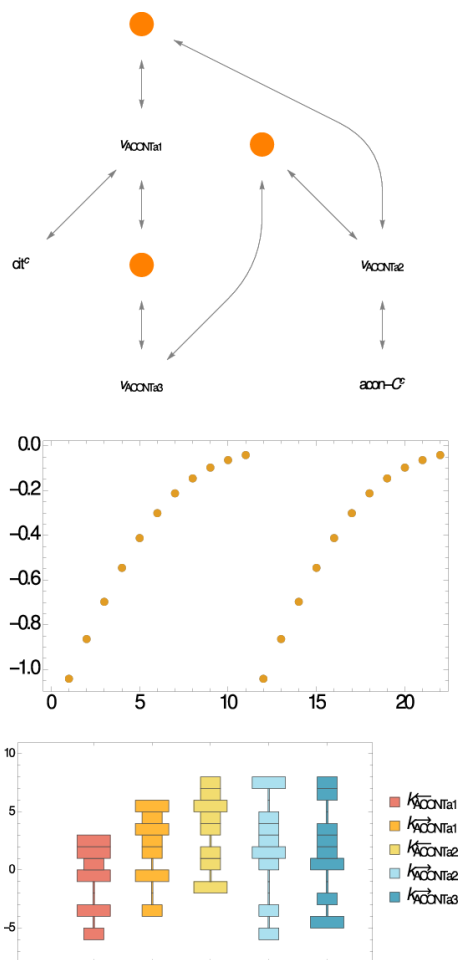 vACONTa1
cit^c
vACONTa2
vACONTa3
acon-C^c
0.0
-0.2
-0.4
-0.6
-0.8
-1.0
0 5 10 15 20
10
5
0
-5
k←ACONTa1
k→ACONTa1
k←ACONTa2
k→ACONTa2
k→ACONTa3